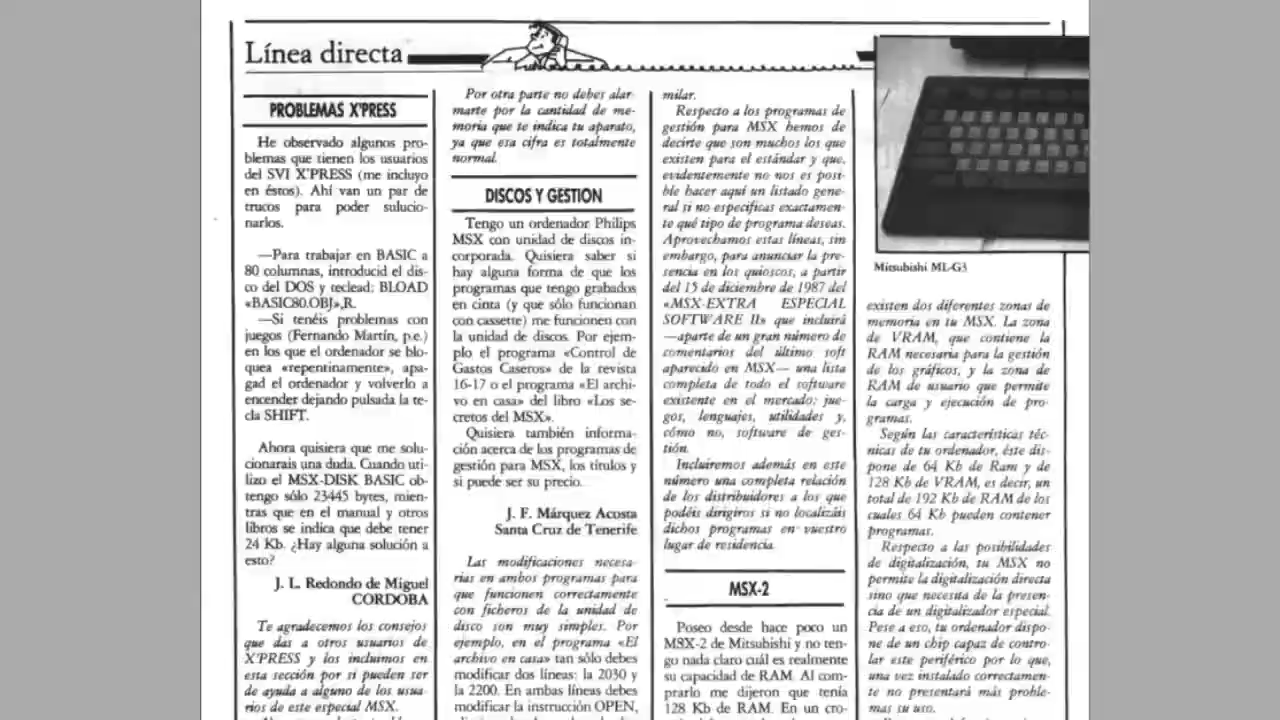 Línea directa
PROBLEMAS X'PRESS
He observado algunos pro-
blemas que tienen los usuarios
del SVI X'PRESS (me incluyo
en éstos). Ahí van un par de
trucos para poder sulucio-
narlos.
—Para trabajar en BASIC a
80 columnas, introducid el dis-
co del DOS y teclead: BLOAD
«BASIC80.OBJ»,R.
—Si tenéis problemas con
juegos (Fernando Martín, p.e.)
en los que el ordenador se blo-
quea «repentinamente», apa-
gad el ordenador y volverlo a
encender dejando pulsada la te-
cla SHIFT.
Ahora quisiera que me solu-
cionarais una duda. Cuando uti-
lizo el MSX-DISK BASIC ob-
tengo sólo 23445 bytes, mien-
tras que en el manual y otros
libros se indica que debe tener
24 Kb. ¿Hay alguna solución a
esto?
J. L. Redondo de Miguel
CORDOBA
Te agradecemos los consejos
que das a otros usuarios de
X'PRESS y los incluimos en
esta sección por si pueden ser
de ayuda a alguno de los usua-
rios de este especial MSX.
Por otra parte no debes alar-
marte por la cantidad de me-
moria que te indica tu aparato,
ya que esa cifra es totalmente
normal.
DISCOS Y GESTION
Tengo un ordenador Philips
MSX con unidad de discos in-
corporada. Quisiera saber si
hay alguna forma de que los
programas que tengo grabados
en cinta (y que sólo funcionan
con cassette) me funcionen con
la unidad de discos. Por ejem-
plo el programa «Control de
Gastos Caseros» de la revista
16-17 o el programa «El archi-
vo en casa» del libro «Los se-
cretos del MSX».
Quisiera también informa-
ción acerca de los programas de
gestión para MSX, los títulos y
si puede ser su precio.
J. F. Márquez Acosta
Santa Cruz de Tenerife
Las modificaciones necesa-
rias en ambos programas para
que funcionen correctamente
con ficheros de la unidad de
disco son muy simples. Por
ejemplo, en el programa «El
archivo en casa» tan sólo debes
modificar dos líneas: la 2030 y
la 2200. En ambas líneas debes
modificar la instrucción OPEN,
milar.
Respecto a los programas de
gestión para MSX hemos de
decirte que son muchos los que
existen para el estándar y que,
evidentemente no nos es posi-
ble hacer aquí un listado gene-
ral si no especificas exactamen-
te qué tipo de programa deseas.
Aprovechamos estas líneas, sin
embargo, para anunciar la pre-
sencia en los quioscos, a partir
del 15 de diciembre de 1987 del
«MSX-EXTRA ESPECIAL
SOFTWARE II» que incluirá
—aparte de un gran número de
comentarios del último soft
aparecido en MSX— una lista
completa de todo el software
existente en el mercado: jue-
gos, lenguajes, utilidades y,
cómo no, software de ges-
tión.
Incluiremos además en este
número una completa relación
de los distribuidores a los que
podéis dirigiros si no localizáis
dichos programas en vuestro
lugar de residencia.
MSX-2
Poseo desde hace poco un
MSX-2 de Mitsubishi y no ten-
go nada claro cuál es realmente
su capacidad de RAM. Al com-
prarlo me dijeron que tenía
128 Kb de RAM. En un cro-
Mitsubishi ML-G3
existen dos diferentes zonas de
memoria en tu MSX. La zona
de VRAM, que contiene la
RAM necesaria para la gestión
de los gráficos, y la zona de
RAM de usuario que permite
la carga y ejecución de pro-
gramas.
Según las características téc-
nicas de tu ordenador, éste dis-
pone de 64 Kb de Ram y de
128 Kb de VRAM, es decir, un
total de 192 Kb de RAM de los
cuales 64 Kb pueden contener
programas.
Respecto a las posibilidades
de digitalización, tu MSX no
permite la digitalización directa
sino que necesita de la presen-
cia de un digitalizador especial.
Pese a eso, tu ordenador dispo-
ne de un chip capaz de contro-
lar este periférico por lo que,
una vez instalado correctamen-
te no presentará más proble-
mas su uso.